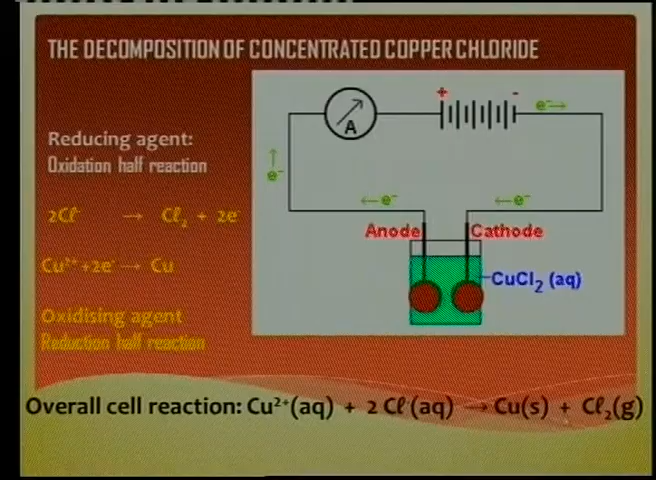 THE DECOMPOSITION OF CONCENTRATED COPPER CHLORIDE
Reducing agent:
Oxidation half reaction
2Cℓ⁻ → Cℓ₂ + 2e⁻
Cu²⁺ +2e⁻ → Cu
Oxidising agent
Reduction half reaction
+ -
A
e⁻→
↑
e⁻
←e⁻ ←e⁻
Anode Cathode
CuCl₂ (aq)
Overall cell reaction: Cu²⁺(aq) + 2 Cℓ⁻(aq) → Cu(s) + Cℓ₂(g)